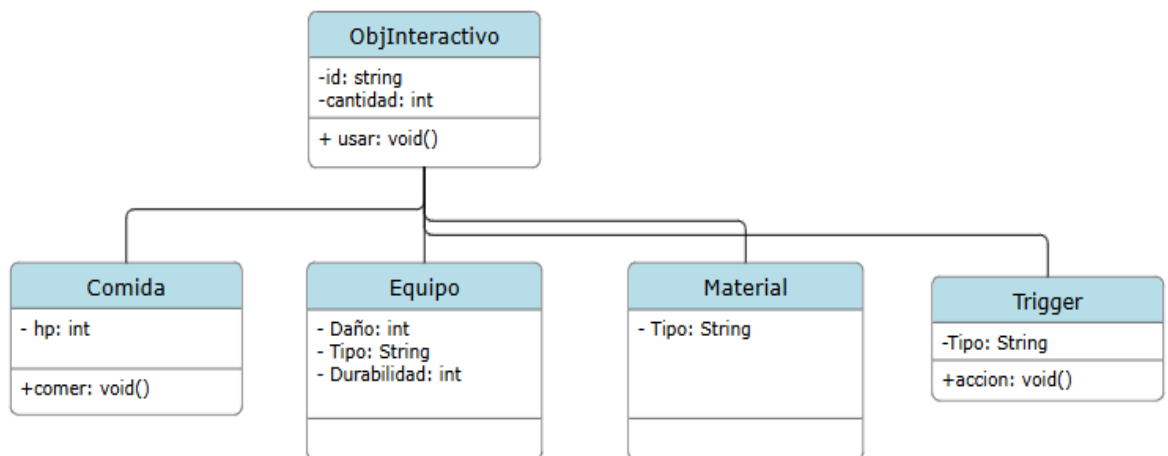 ObjInteractivo
-id: string
-cantidad: int
+ usar: void()
Comida
- hp: int
+comer: void()
Equipo
- Daño: int
- Tipo: String
- Durabilidad: int
Material
- Tipo: String
Trigger
-Tipo: String
+accion: void()